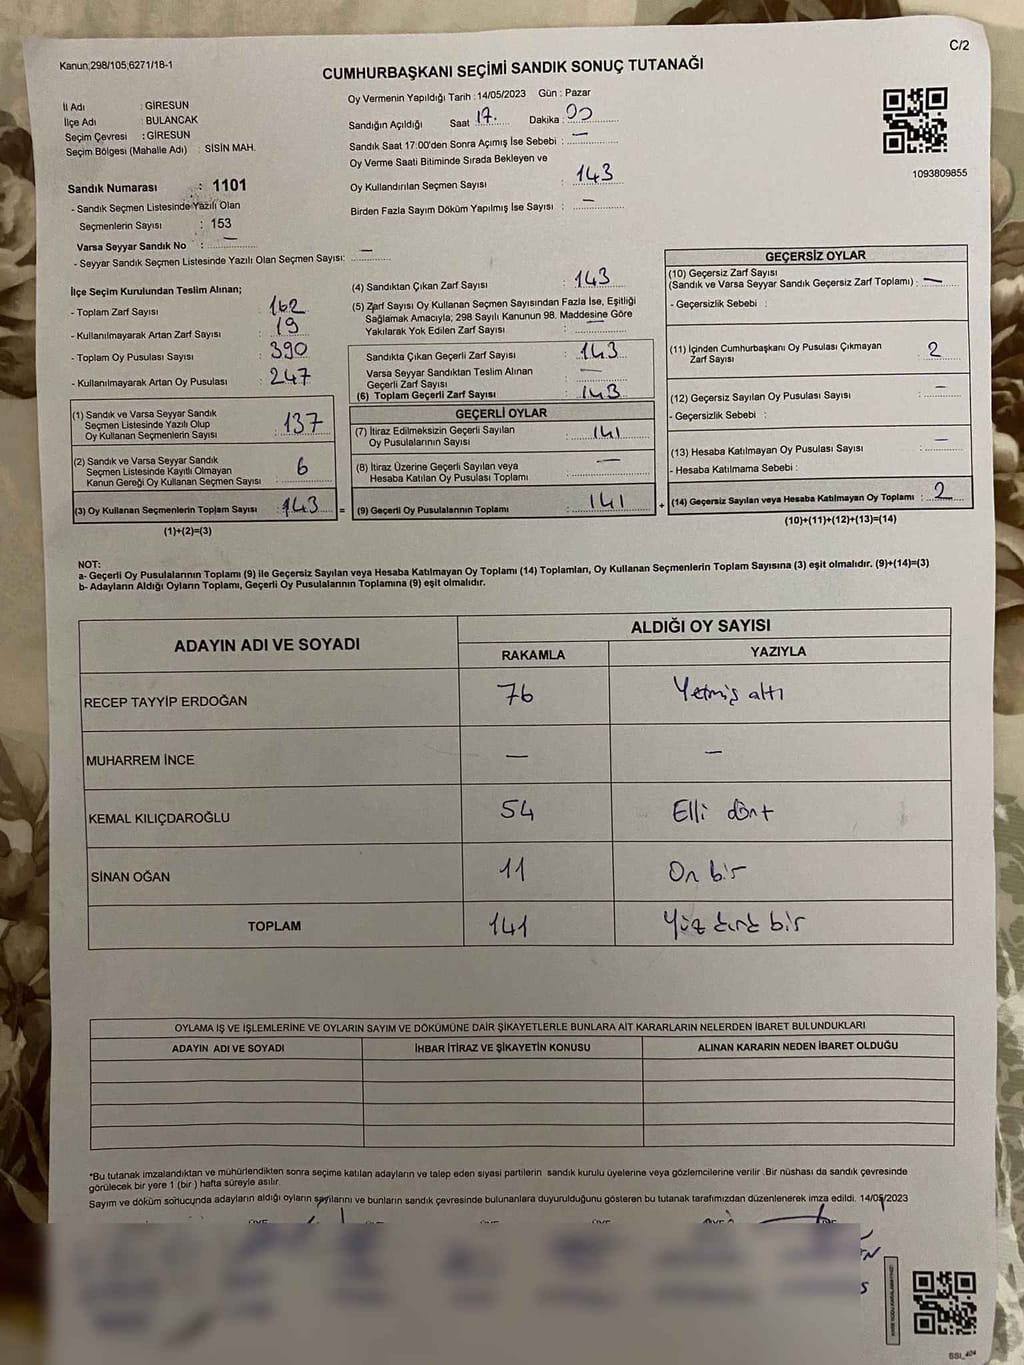 C/2
Kanun;298/105,6271/18-1
CUMHURBAŞKANI SEÇİMİ SANDIK SONUÇ TUTANAĞI
İl Adı : GİRESUN
İlçe Adı : BULANCAK
Seçim Çevresi : GİRESUN
Seçim Bölgesi (Mahalle Adı) : SİSİN MAH.
Oy Vermenin Yapıldığı Tarih : 14/05/2023 Gün : Pazar
Sandığın Açıldığı Saat 17. Dakika : 00
Sandık Saat 17:00'den Sonra Açımış İse Sebebi : —
Oy Verme Saati Bitiminde Sırada Bekleyen ve
Oy Kullandırılan Seçmen Sayısı : 143
Birden Fazla Sayım Döküm Yapılmış İse Sayısı : —
1093809855
Sandık Numarası : 1101
- Sandık Seçmen Listesinde Yazılı Olan
Seçmenlerin Sayısı : 153
Varsa Seyyar Sandık No : —
- Seyyar Sandık Seçmen Listesinde Yazılı Olan Seçmen Sayısı: —
İlçe Seçim Kurulundan Teslim Alınan;
- Toplam Zarf Sayısı : 162
- Kullanılmayarak Artan Zarf Sayısı : 19
- Toplam Oy Pusulası Sayısı : 390
- Kullanılmayarak Artan Oy Pusulası : 247
(1) Sandık ve Varsa Seyyar Sandık
Seçmen Listesinde Yazılı Olup
Oy Kullanan Seçmenlerin Sayısı : 137
(2) Sandık ve Varsa Seyyar Sandık
Seçmen Listesinde Kayıtlı Olmayan
Kanun Gereği Oy Kullanan Seçmen Sayısı : 6
(3) Oy Kullanan Seçmenlerin Toplam Sayısı : 143 =
(1)+(2)=(3)
(4) Sandıktan Çıkan Zarf Sayısı : 143
(5) Zarf Sayısı Oy Kullanan Seçmen Sayısından Fazla İse, Eşitliği
Sağlamak Amacıyla; 298 Sayılı Kanunun 98. Maddesine Göre
Yakılarak Yok Edilen Zarf Sayısı : —
Sandıkta Çıkan Geçerli Zarf Sayısı : 143
Varsa Seyyar Sandıktan Teslim Alınan
Geçerli Zarf Sayısı : —
(6) Toplam Geçerli Zarf Sayısı : 143
GEÇERLİ OYLAR
(7) İtiraz Edilmeksizin Geçerli Sayılan
Oy Pusulalarının Sayısı : 141
(8) İtiraz Üzerine Geçerli Sayılan veya
Hesaba Katılan Oy Pusulası Toplamı : —
(9) Geçerli Oy Pusulalarının Toplamı : 141 +
GEÇERSİZ OYLAR
(10) Geçersiz Zarf Sayısı
(Sandık ve Varsa Seyyar Sandık Geçersiz Zarf Toplamı) : —
- Geçersizlik Sebebi :
(11) İçinden Cumhurbaşkanı Oy Pusulası Çıkmayan
Zarf Sayısı : 2
(12) Geçersiz Sayılan Oy Pusulası Sayısı : —
- Geçersizlik Sebebi :
(13) Hesaba Katılmayan Oy Pusulası Sayısı : —
- Hesaba Katılmama Sebebi :
(14) Geçersiz Sayılan veya Hesaba Katılmayan Oy Toplamı : 2
(10)+(11)+(12)+(13)=(14)
NOT:
a- Geçerli Oy Pusulalarının Toplamı (9) ile Geçersiz Sayılan veya Hesaba Katılmayan Oy Toplamı (14) Toplamları, Oy Kullanan Seçmenlerin Toplam Sayısına (3) eşit olmalıdır. (9)+(14)=(3)
b- Adayların Aldığı Oyların Toplamı, Geçerli Oy Pusulalarının Toplamına (9) eşit olmalıdır.
ADAYIN ADI VE SOYADI ALDIĞI OY SAYISI
RAKAMLA YAZIYLA
RECEP TAYYİP ERDOĞAN 76 Yetmiş altı
MUHARREM İNCE — —
KEMAL KILIÇDAROĞLU 54 Elli dört
SİNAN OĞAN 11 On bir
TOPLAM 141 Yüz kırk bir
OYLAMA İŞ VE İŞLEMLERİNE VE OYLARIN SAYIM VE DÖKÜMÜNE DAİR ŞİKAYETLERLE BUNLARA AİT KARARLARIN NELERDEN İBARET BULUNDUKLARI
ADAYIN ADI VE SOYADI İHBAR İTİRAZ VE ŞİKAYETİN KONUSU ALINAN KARARIN NEDEN İBARET OLDUĞU
*Bu tutanak imzalandıktan ve mühürlendikten sonra seçime katılan adayların ve talep eden siyasi partilerin sandık kurulu üyelerine veya gözlemcilerine verilir .Bir nüshası da sandık çevresinde
görülecek bir yere 1 (bir ) hafta süreyle asılır.
Sayım ve döküm sonucunda adayların aldığı oyların sayılarını ve bunların sandık çevresinde bulunanlara duyurulduğunu gösteren bu tutanak tarafımızdan düzenlenerek imza edildi. 14/05/2023
SSI_404